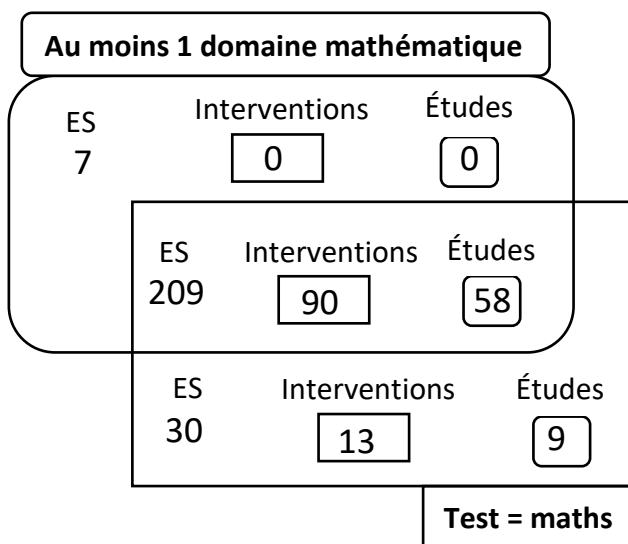 Au moins 1 domaine mathématique
ES Interventions Études
7 0 0
ES Interventions Études
209 90 58
ES Interventions Études
30 13 9
Test = maths